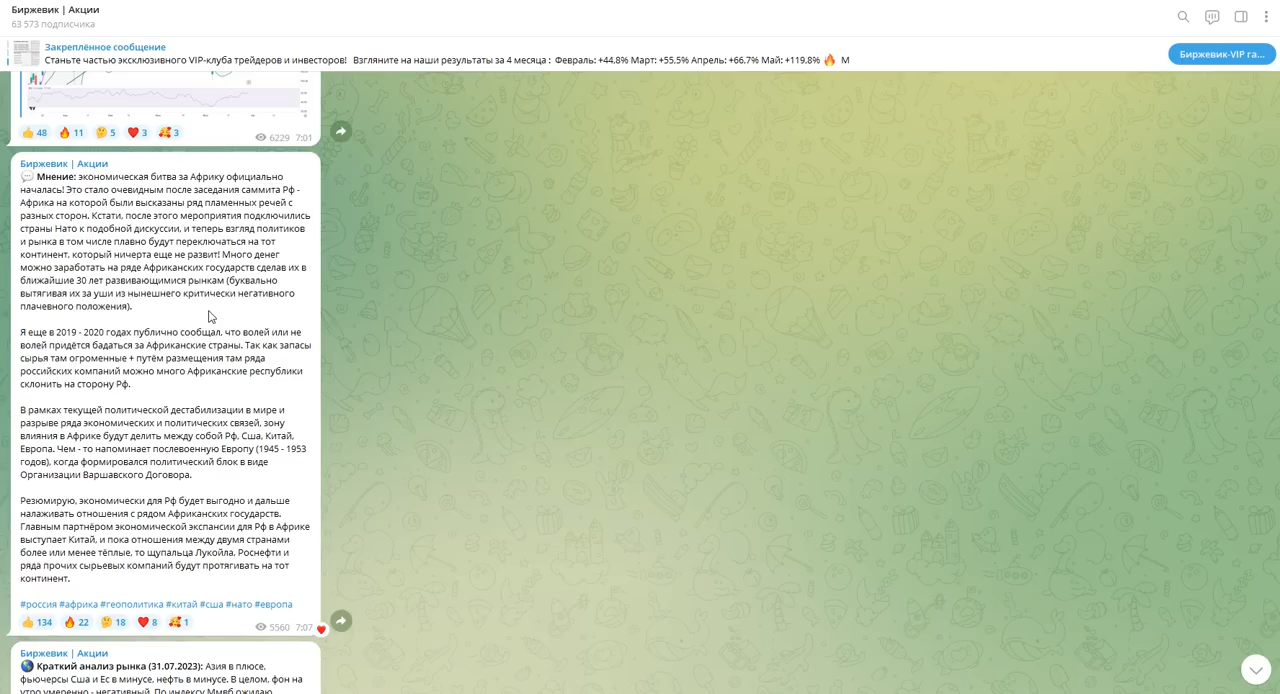 Биржевик | Акции
63 573 подписчика
Закреплённое сообщение
Станьте частью эксклюзивного VIP-клуба трейдеров и инвесторов! Взгляните на наши результаты за 4 месяца : Февраль: +44,8% Март: +55.5% Апрель: +66,7% Май: +119,8% 🔥 М
Биржевик-VIP га...
👍 48 🔥 11 🤔 5 ❤️ 3 🥰 3 6229 7:01
Биржевик | Акции
💬 Мнение: экономическая битва за Африку официально
началась! Это стало очевидным после заседания саммита Рф -
Африка на которой были высказаны ряд пламенных речей с
разных сторон. Кстати, после этого мероприятия подключились
страны Нато к подобной дискуссии, и теперь взгляд политиков
и рынка в том числе плавно будут переключаться на тот
континент, который ничерта еще не развит! Много денег
можно заработать на ряде Африканских государств сделав их в
ближайшие 30 лет развивающимися рынкам (буквально
вытягивая их за уши из нынешнего критически негативного
плачевного положения).
Я еще в 2019 - 2020 годах публично сообщал, что волей или не
волей придётся бадаться за Африканские страны. Так как запасы
сырья там огроменные + путём размещения там ряда
российских компаний можно много Африканские республики
склонить на сторону Рф.
В рамках текущей политической дестабилизации в мире и
разрыве ряда экономических и политических связей, зону
влияния в Африке будут делить между собой Рф, Сша, Китай,
Европа. Чем - то напоминает послевоенную Европу (1945 - 1953
годов), когда формировался политический блок в виде
Организации Варшавского Договора.
Резюмирую, экономически для Рф будет выгодно и дальше
налаживать отношения с рядом Африканских государств.
Главным партнёром экономической экспансии для Рф в Африке
выступает Китай, и пока отношения между двумя странами
более или менее тёплые, то щупальца Лукойла, Роснефти и
ряда прочих сырьевых компаний будут протягивать на тот
континент.
#россия #африка #геополитика #китай #сша #нато #европа
👍 134 🔥 22 🤔 18 ❤️ 8 🥰 1 5560 7:07
Биржевик | Акции
🌎 Краткий анализ рынка (31.07.2023): Азия в плюсе,
фьючерсы Сша и Ес в минусе, нефть в минусе. В целом, фон на
утро умеренно - негативный. По индексу Ммвб ожидаю